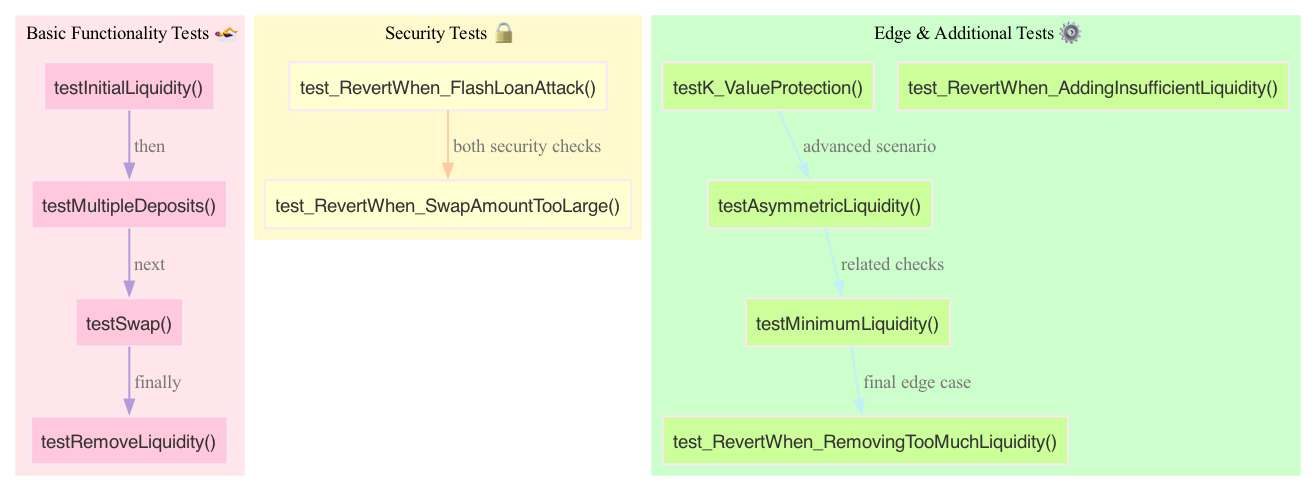 Basic Functionality Tests 🏊
testInitialLiquidity()
then
testMultipleDeposits()
next
testSwap()
finally
testRemoveLiquidity()
Security Tests 🔒
test_RevertWhen_FlashLoanAttack()
both security checks
test_RevertWhen_SwapAmountTooLarge()
Edge & Additional Tests ⚙️
testK_ValueProtection()
test_RevertWhen_AddingInsufficientLiquidity()
advanced scenario
testAsymmetricLiquidity()
related checks
testMinimumLiquidity()
final edge case
test_RevertWhen_RemovingTooMuchLiquidity()